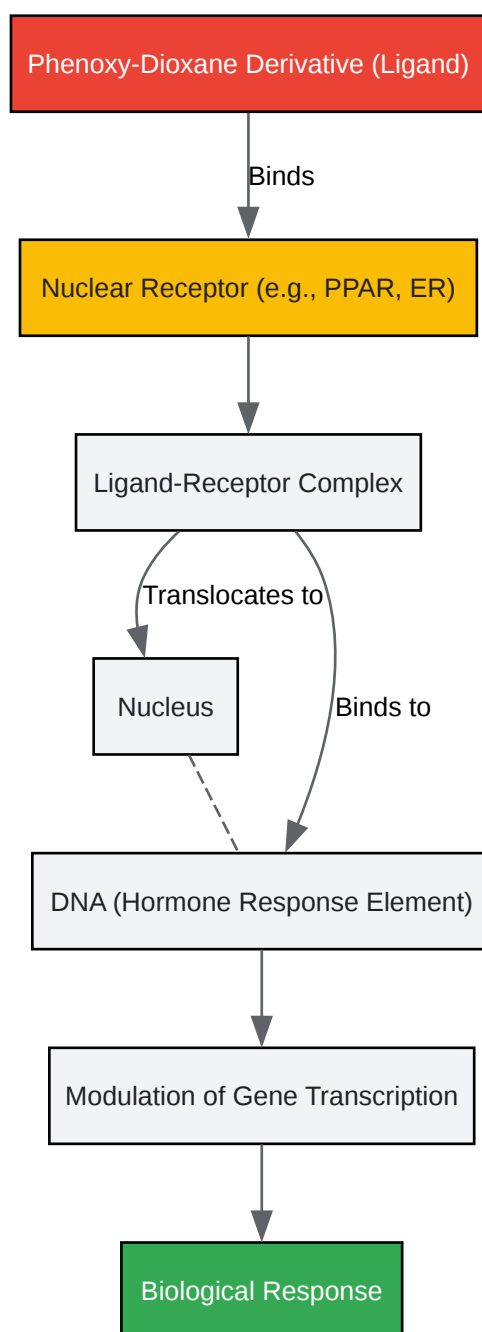 Phenoxy-Dioxane Derivative (Ligand)
Binds
Nuclear Receptor (e.g., PPAR, ER)
Ligand-Receptor Complex
Translocates to
Nucleus
Binds to
DNA (Hormone Response Element)
Modulation of Gene Transcription
Biological Response